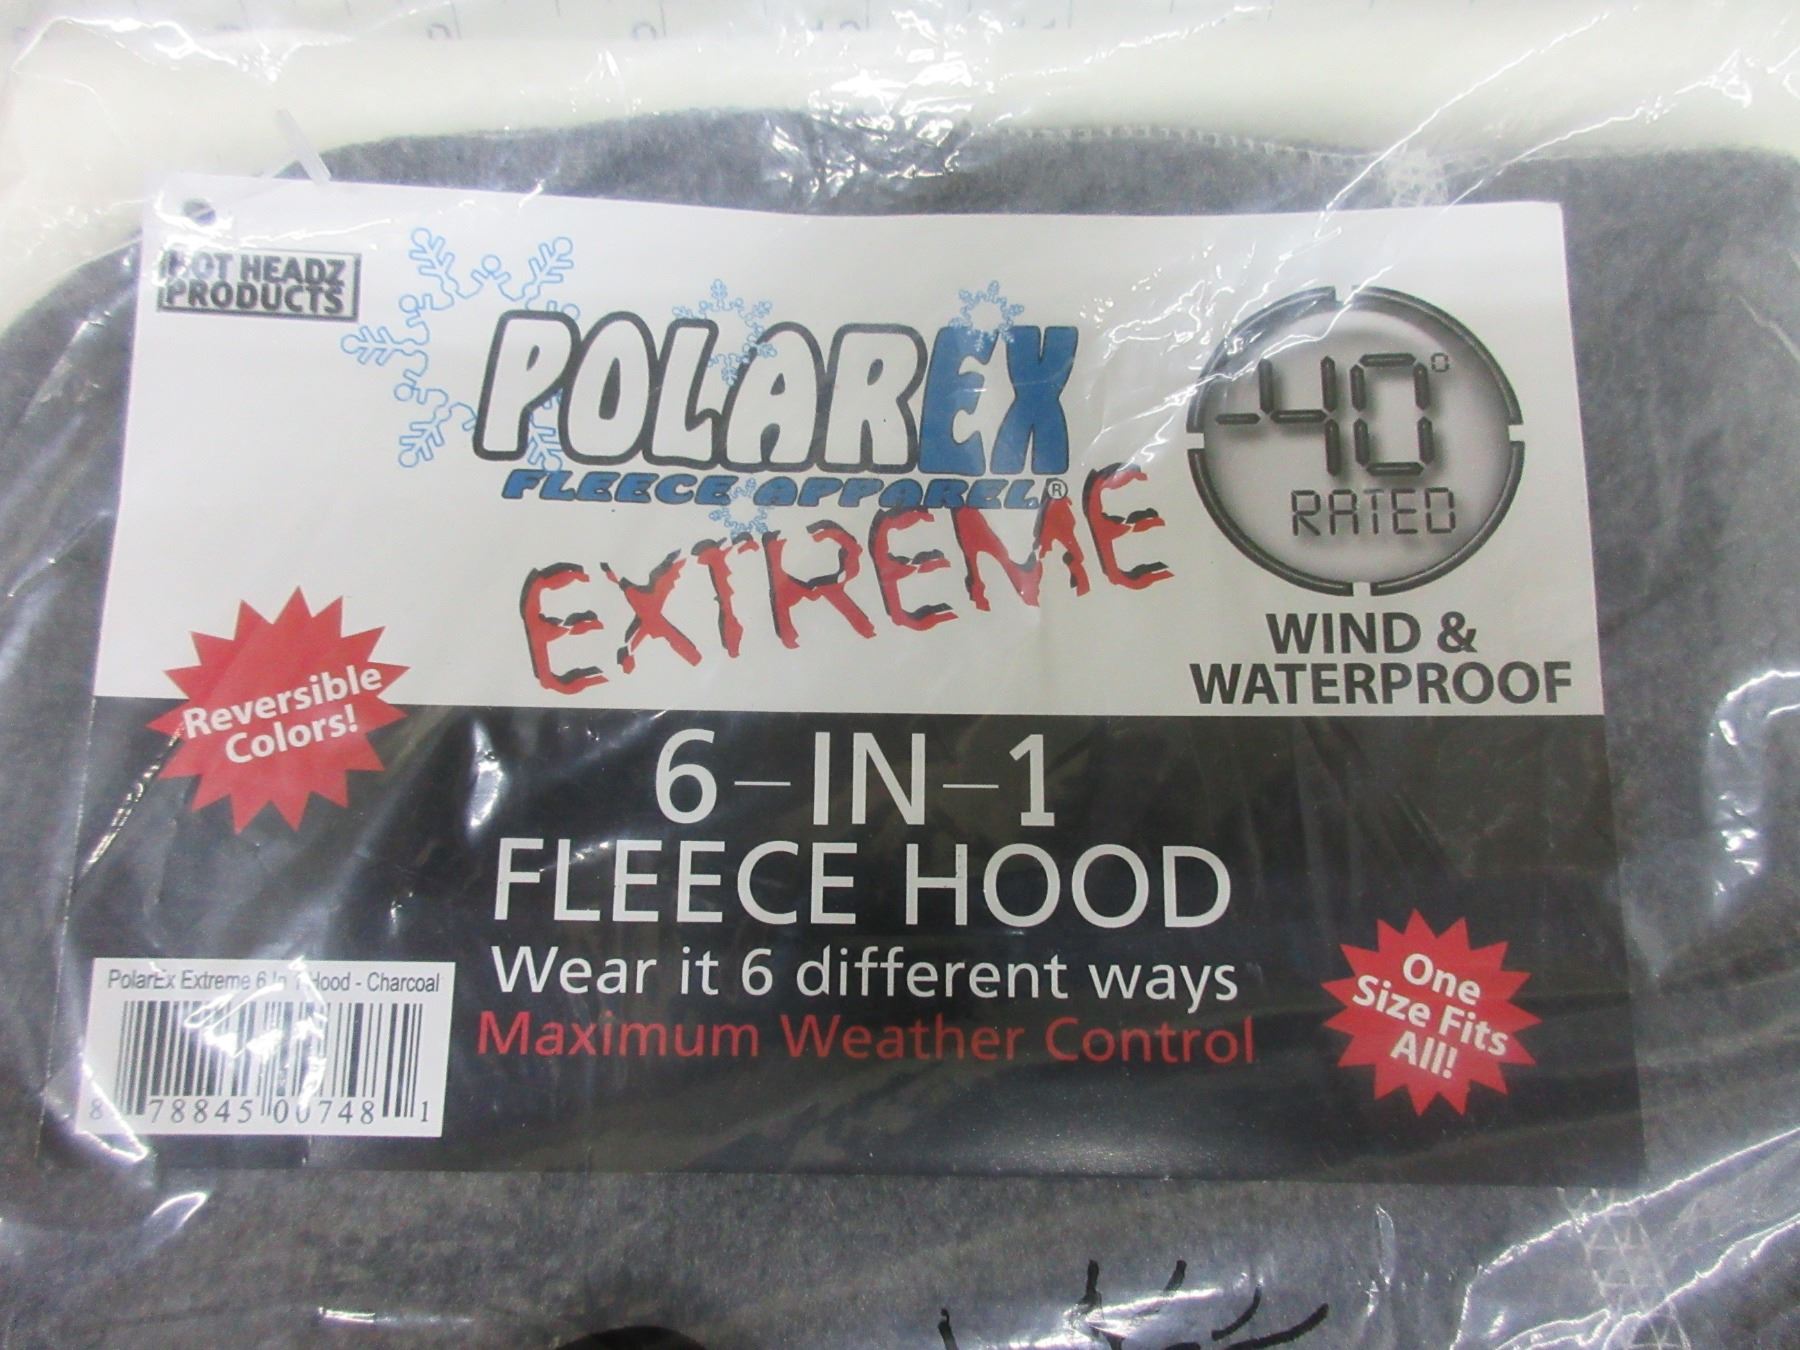 HOT HEADZ
PRODUCTS
POLAREX
FLEECE APPAREL®
EXTREME
-40°
RATED
WIND &
WATERPROOF
Reversible
Colors!
6-IN-1
FLEECE HOOD
Wear it 6 different ways
Maximum Weather Control
One
Size Fits
All!
PolarEx Extreme 6 In 1 Hood - Charcoal
8 78845 00748 1